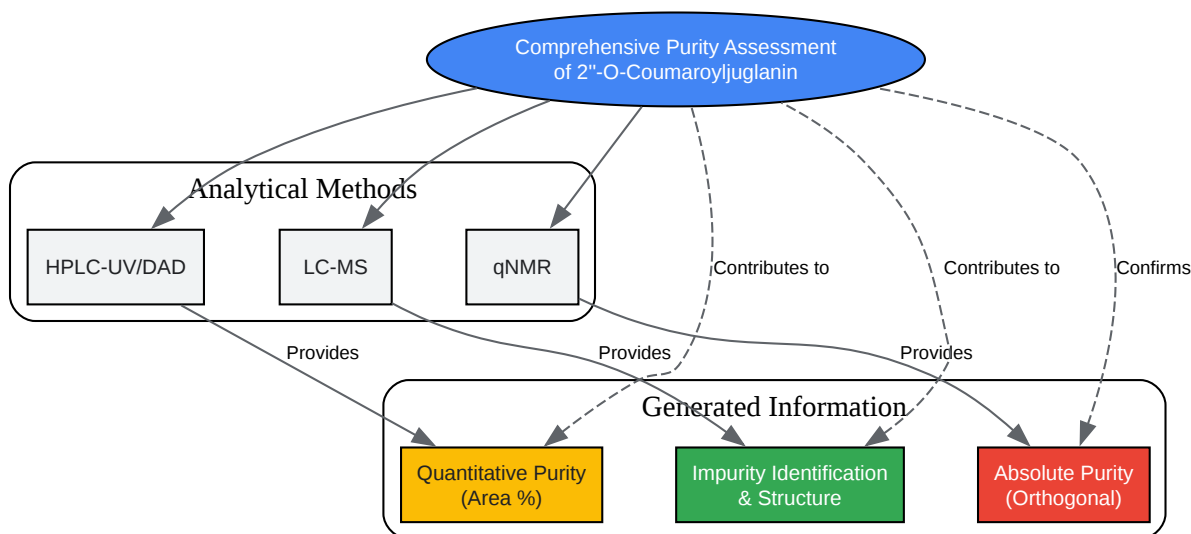 Comprehensive Purity Assessment
of 2"-O-Coumaroyljuglanin
Analytical Methods
HPLC-UV/DAD
LC-MS
qNMR
Contributes to
Contributes to
Confirms
Provides
Provides
Provides
Generated Information
Quantitative Purity
(Area %)
Impurity Identification
& Structure
Absolute Purity
(Orthogonal)